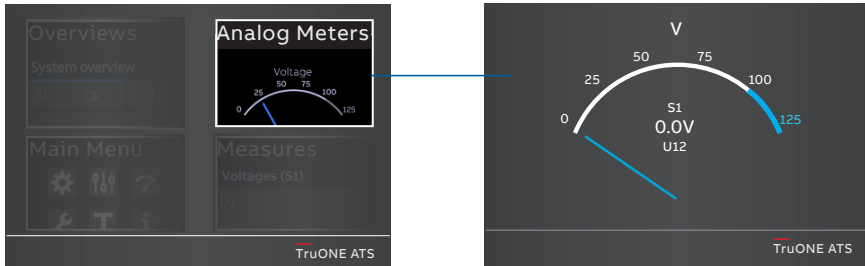 Overviews
System overview
S1 Ok
Analog Meters
Voltage
0 25 50 75 100 125
Main Menu
Measures
Voltages (S1)
TruONE ATS
V
0 25 50 75 100 125
S1
0.0V
U12
TruONE ATS